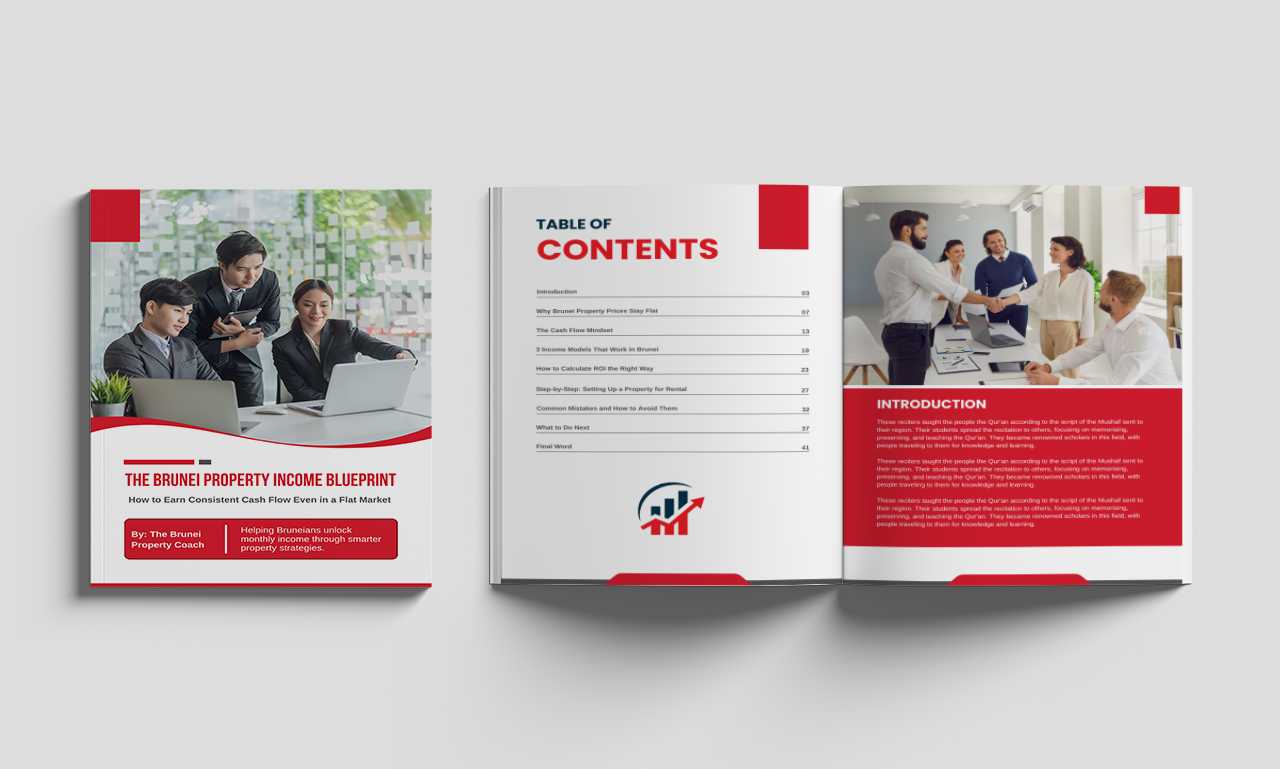 THE BRUNEI PROPERTY INCOME BLUEPRINT
How to Earn Consistent Cash Flow Even in a Flat Market
By: The Brunei
Property Coach
Helping Bruneians unlock
monthly income through smarter
property strategies.
TABLE OF
CONTENTS
Introduction 03
Why Brunei Property Prices Stay Flat 07
The Cash Flow Mindset 13
3 Income Models That Work in Brunei 19
How to Calculate ROI the Right Way 23
Step-by-Step: Setting Up a Property for Rental 27
Common Mistakes and How to Avoid Them 32
What to Do Next 37
Final Word 41
INTRODUCTION
These reciters taught the people the Qur'an according to the script of the Mushaf sent to
their region. Their students spread the recitation to others, focusing on memorising,
preserving, and teaching the Qur'an. They became renowned scholars in this field, with
people traveling to them for knowledge and learning.
These reciters taught the people the Qur'an according to the script of the Mushaf sent to
their region. Their students spread the recitation to others, focusing on memorising,
preserving, and teaching the Qur'an. They became renowned scholars in this field, with
people traveling to them for knowledge and learning.
These reciters taught the people the Qur'an according to the script of the Mushaf sent to
their region. Their students spread the recitation to others, focusing on memorising,
preserving, and teaching the Qur'an. They became renowned scholars in this field, with
people traveling to them for knowledge and learning.